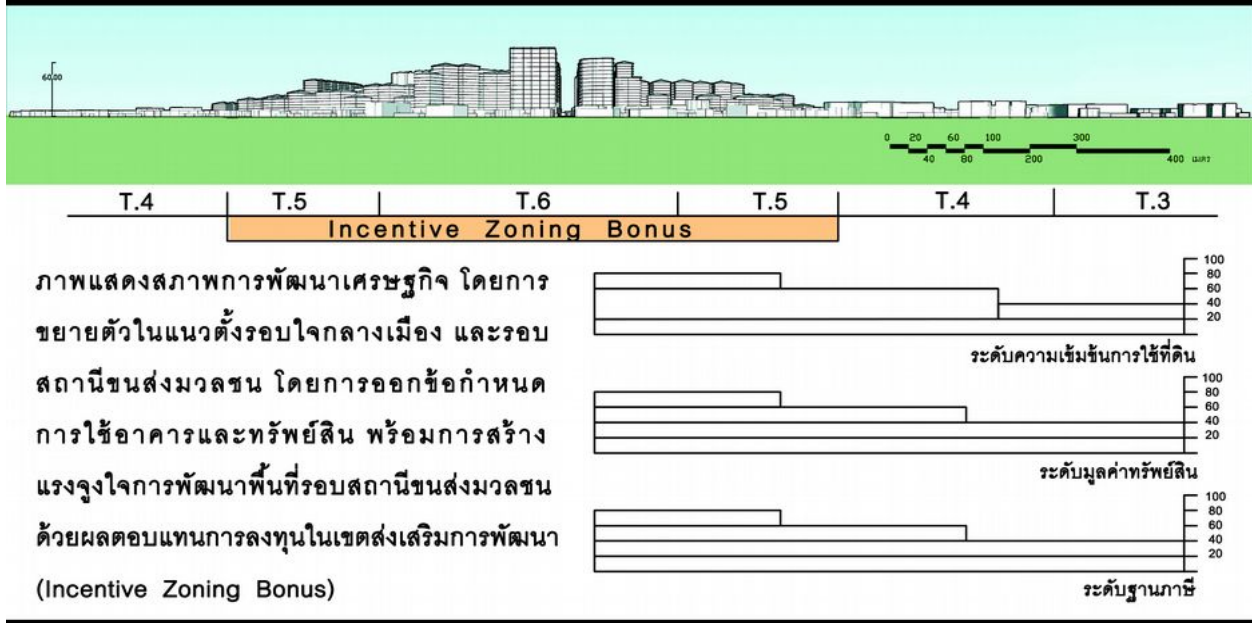 60.00
0 20 60 100 300
40 80 200 400 เมตร
T.4 T.5 T.6 T.5 T.4 T.3
Incentive Zoning Bonus
ภาพแสดงสภาพการพัฒนาเศรษฐกิจ โดยการ
ขยายตัวในแนวตั้งรอบใจกลางเมือง และรอบ
สถานีขนส่งมวลชน โดยการออกข้อกำหนด
การใช้อาคารและทรัพย์สิน พร้อมการสร้าง
แรงจูงใจการพัฒนาพื้นที่รอบสถานีขนส่งมวลชน
ด้วยผลตอบแทนการลงทุนในเขตส่งเสริมการพัฒนา
(Incentive Zoning Bonus)
100
80
60
40
20
ระดับความเข้มข้นการใช้ที่ดิน
100
80
60
40
20
ระดับมูลค่าทรัพย์สิน
100
80
60
40
20
ระดับฐานภาษี